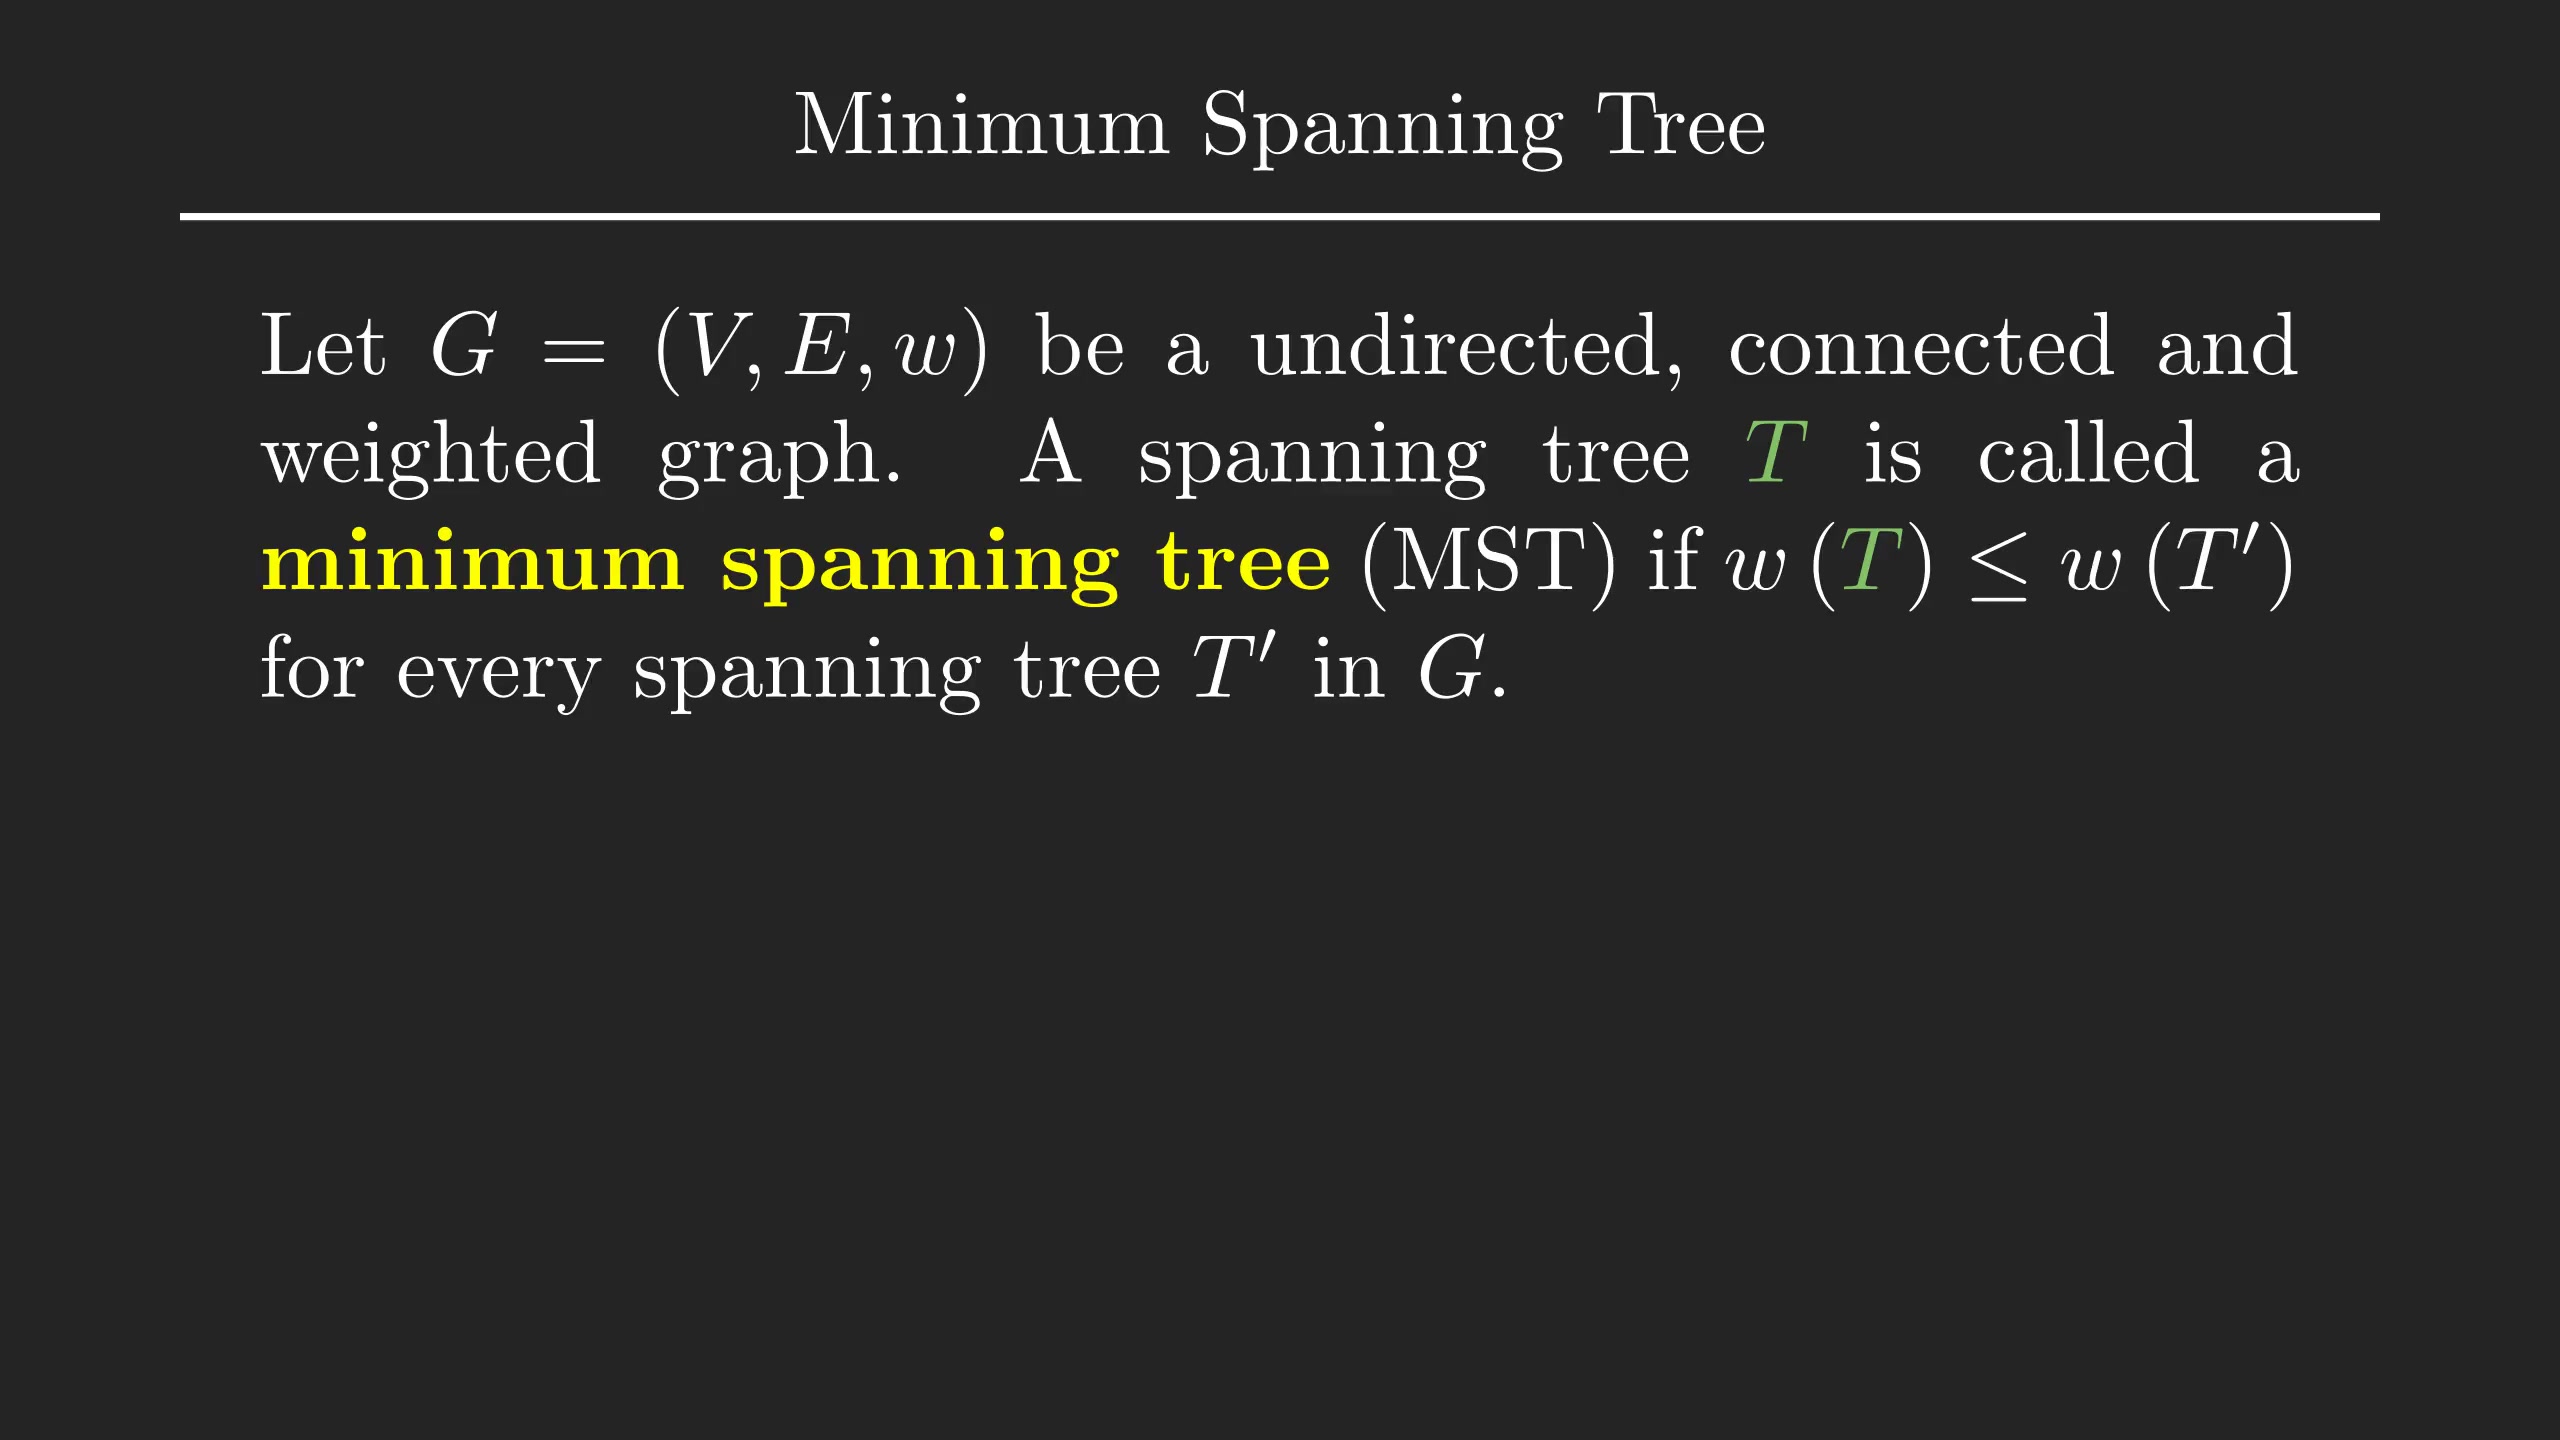 Minimum Spanning Tree
Let G = (V, E, w) be a undirected, connected and
weighted graph. A spanning tree T is called a
minimum spanning tree (MST) if w (T) ≤ w (T′)
for every spanning tree T′ in G.